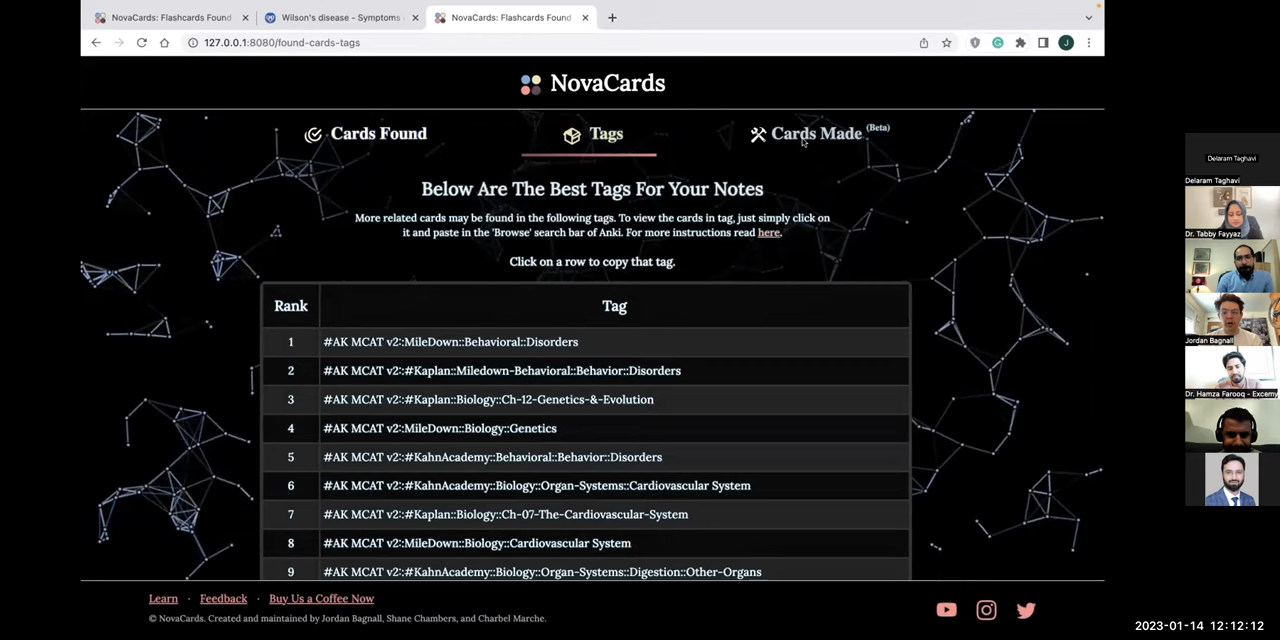 NovaCards: Flashcards Found
Wilson's disease - Symptoms
NovaCards: Flashcards Found
127.0.0.1:8080/found-cards-tags
J
NovaCards
Cards Found
Tags
Cards Made (Beta)
Below Are The Best Tags For Your Notes
More related cards may be found in the following tags. To view the cards in tag, just simply click on
it and paste in the 'Browse' search bar of Anki. For more instructions read here.
Click on a row to copy that tag.
Rank Tag
1 #AK MCAT v2::MileDown::Behavioral::Disorders
2 #AK MCAT v2::#Kaplan::Miledown-Behavioral::Behavior::Disorders
3 #AK MCAT v2::#Kaplan::Biology::Ch-12-Genetics-&-Evolution
4 #AK MCAT v2::MileDown::Biology::Genetics
5 #AK MCAT v2::#KahnAcademy::Behavioral::Behavior::Disorders
6 #AK MCAT v2::#KahnAcademy::Biology::Organ-Systems::Cardiovascular System
7 #AK MCAT v2::#Kaplan::Biology::Ch-07-The-Cardiovascular-System
8 #AK MCAT v2::MileDown::Biology::Cardiovascular System
9 #AK MCAT v2::#KahnAcademy::Biology::Organ-Systems::Digestion::Other-Organs
Learn · Feedback · Buy Us a Coffee Now
© NovaCards. Created and maintained by Jordan Bagnall, Shane Chambers, and Charbel Marche.
Delaram Taghavi
Delaram Taghavi
Dr. Tabby Fayyaz
Jordan Bagnall
Dr. Hamza Farooq - Excemy
2023-01-14 12:12:12